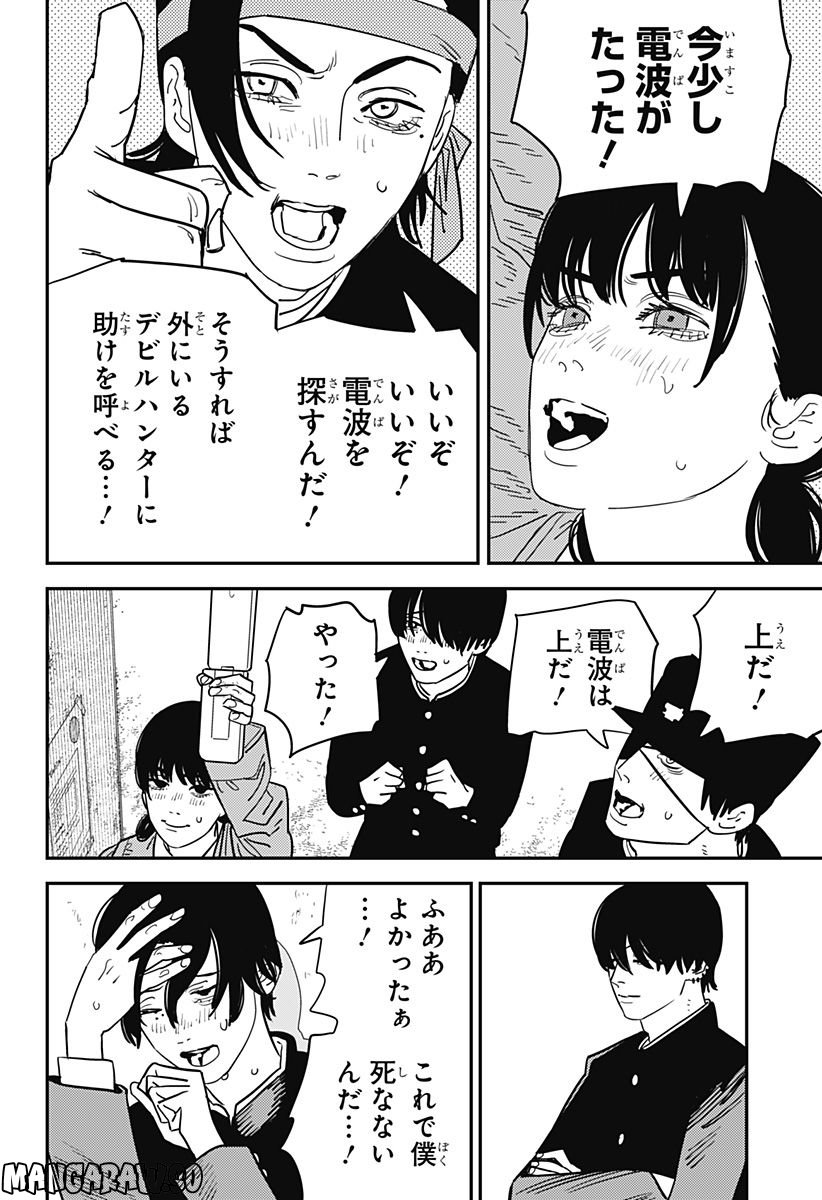 今少し
電波が
たった！
いいぞ
いいぞ！
電波を
探すんだ！
そうすれば
外にいる
デビルハンターに
助けを呼べる…！
上だ！
電波は
上だ！
やった！
ふああ
よかったぁ
…！
これで僕
死なない
んだ…！
MANGARAW.SO